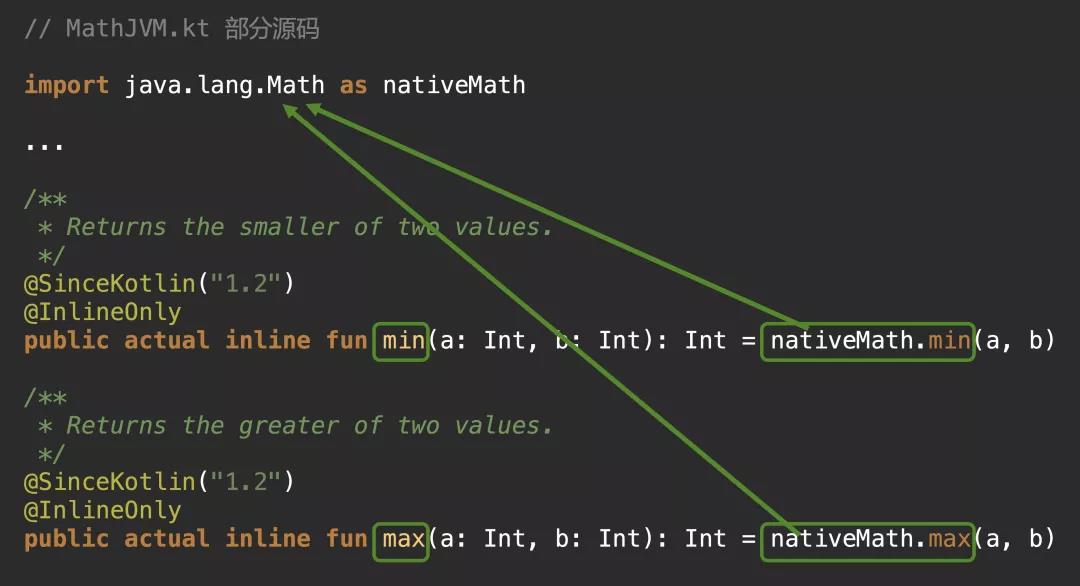 // MathJVM.kt 部分源码
import java.lang.Math as nativeMath
...
/**
 * Returns the smaller of two values.
 */
@SinceKotlin("1.2")
@InlineOnly
public actual inline fun min(a: Int, b: Int): Int = nativeMath.min(a, b)
/**
 * Returns the greater of two values.
 */
@SinceKotlin("1.2")
@InlineOnly
public actual inline fun max(a: Int, b: Int): Int = nativeMath.max(a, b)